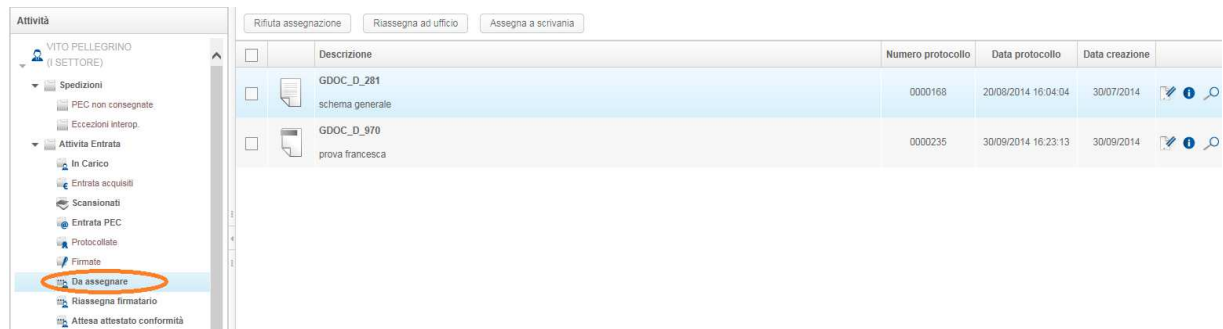 Attività
Rifiuta assegnazione
Riassegna ad ufficio
Assegna a scrivania
VITO PELLEGRINO
(I SETTORE)
Spedizioni
PEC non consegnate
Eccezioni interop.
Attivita Entrata
In Carico
Entrata acquisiti
Scansionati
Entrata PEC
Protocollate
Firmate
Da assegnare
Riassegna firmatario
Attesa attestato conformità
Descrizione Numero protocollo Data protocollo Data creazione
GDOC_D_281
schema generale
0000168 20/08/2014 16:04:04 30/07/2014
GDOC_D_970
prova francesca
0000235 30/09/2014 16:23:13 30/09/2014